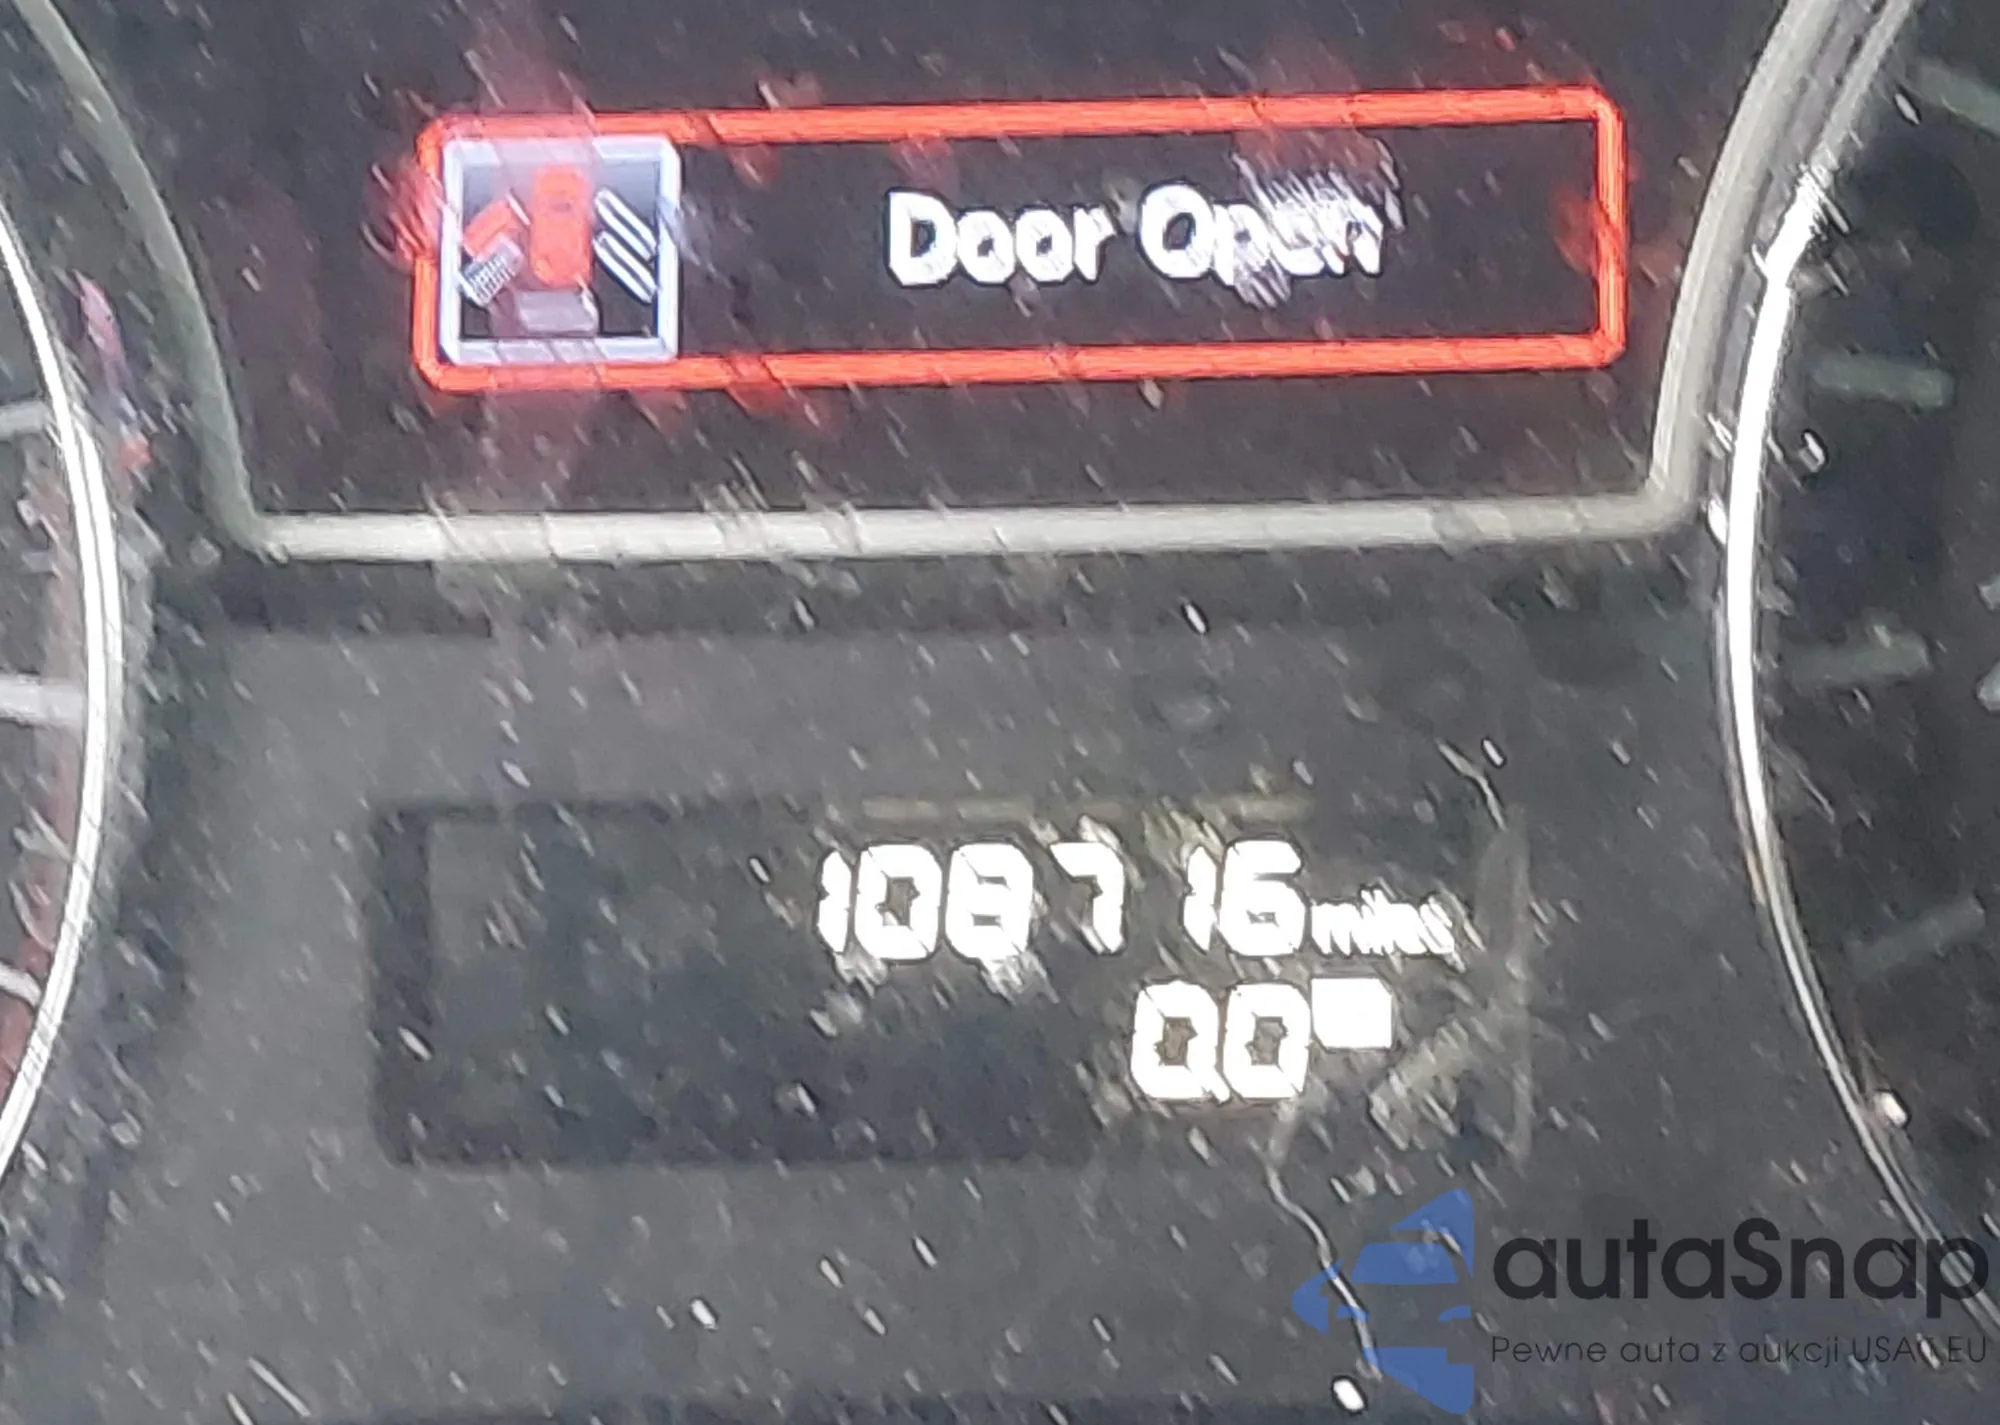 Door Open
108716 miles
0.0
autaSnap
Pewne auta z aukcji USA i EU